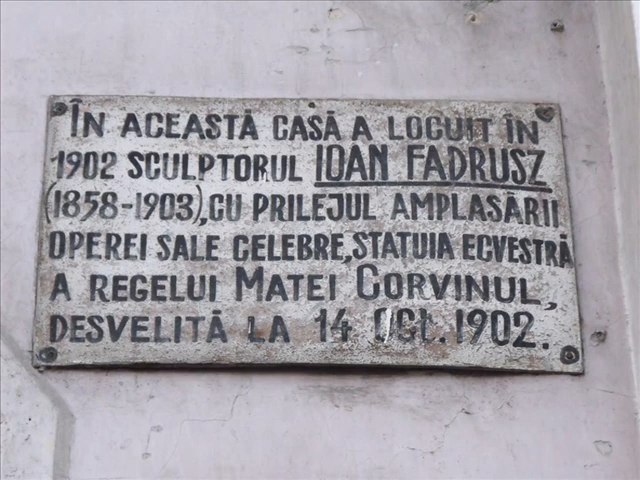 ÎN ACEASTĂ CASĂ A LOCUIT ÎN
1902 SCULPTORUL IOAN FADRUSZ
(1858-1903), CU PRILEJUL AMPLASĂRII
OPEREI SALE CELEBRE, STATUIA ECVESTRĂ
A REGELUI MATEI CORVINUL,
DESVELITĂ LA 14 OCT. 1902.